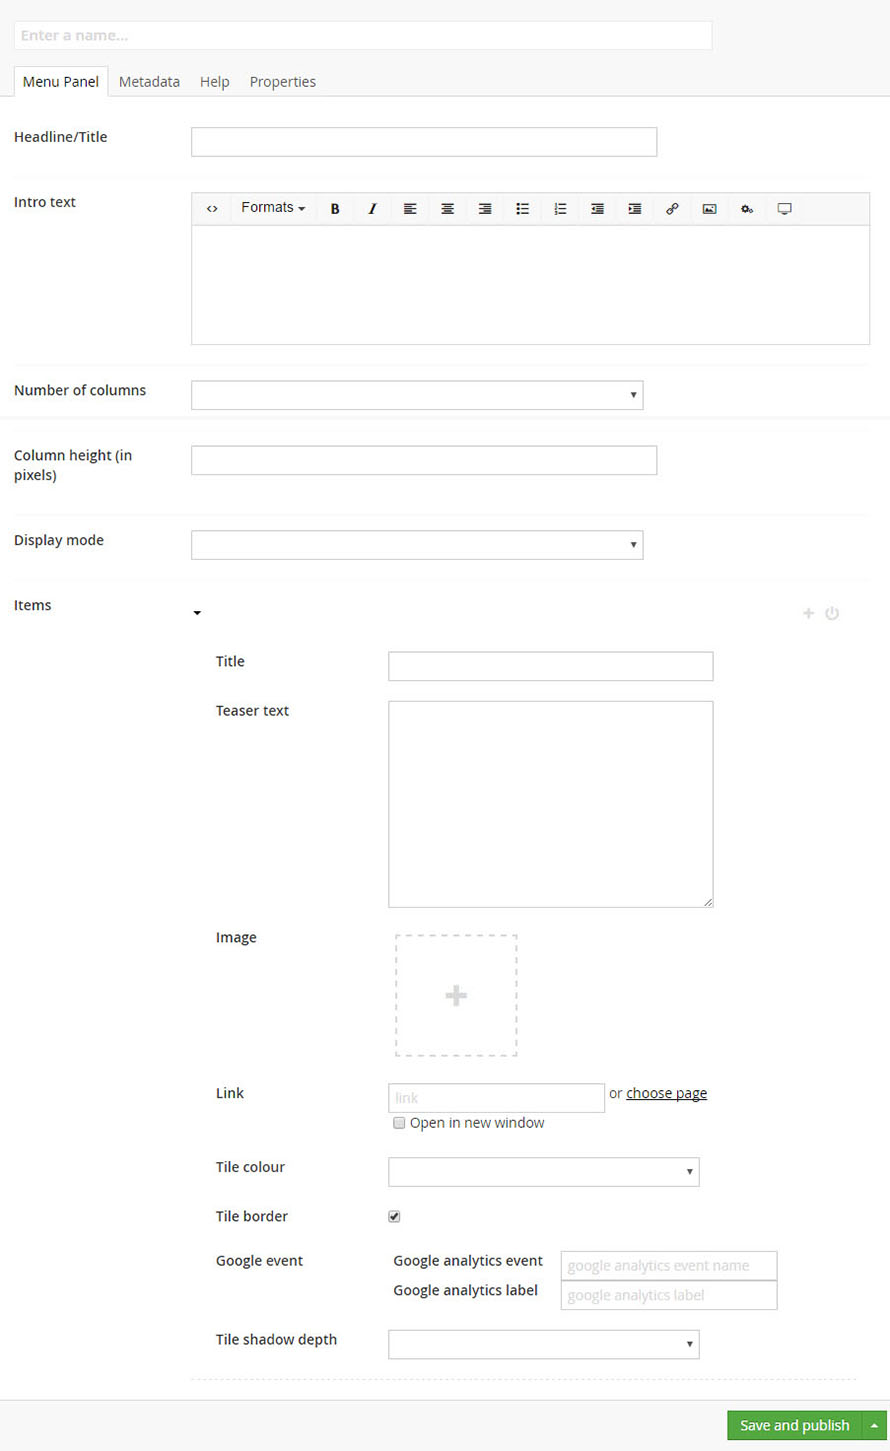 Enter a name...
Menu Panel Metadata Help Properties
Headline/Title
Intro text
<> Formats B I
Number of columns
Column height (in
pixels)
Display mode
Items
Title
Teaser text
Image
Link
link or choose page
Open in new window
Tile colour
Tile border
Google event Google analytics event google analytics event name
Google analytics label google analytics label
Tile shadow depth
Save and publish